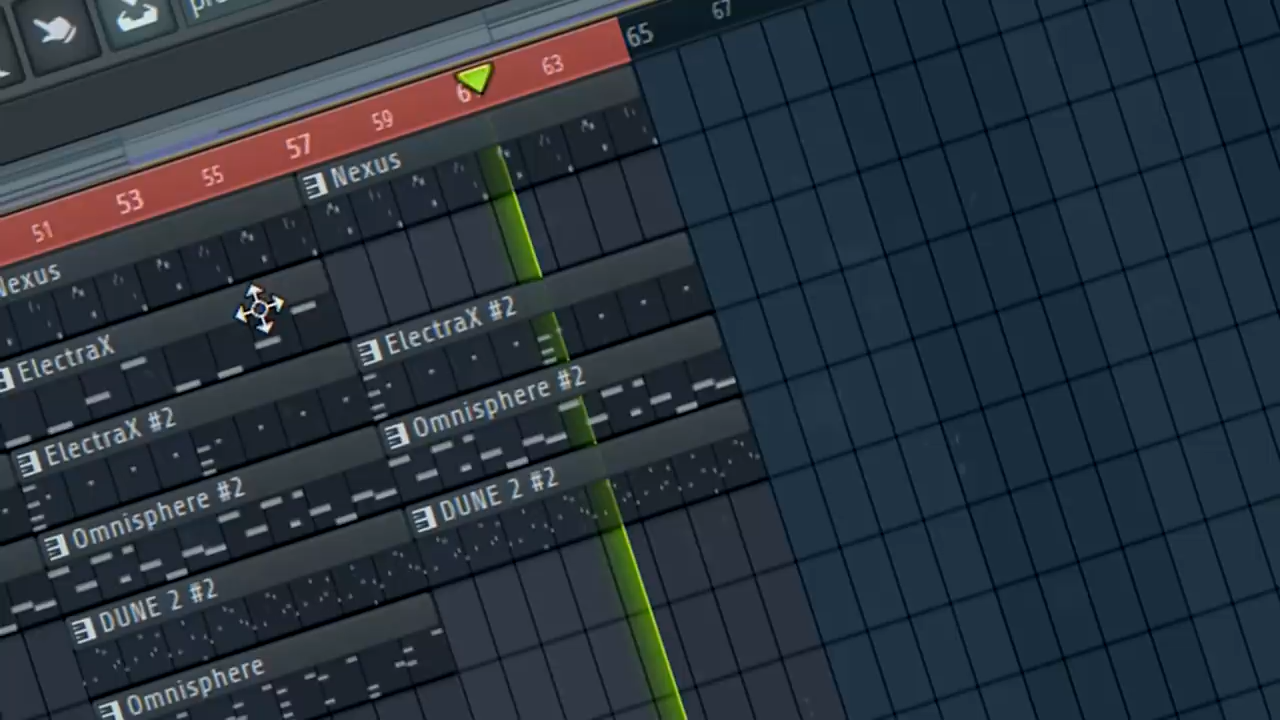 65
67
63
59
57
55
53
51
Nexus
Nexus
ElectraX
ElectraX #2
ElectraX #2
Omnisphere #2
Omnisphere #2
DUNE 2 #2
DUNE 2 #2
Omnisphere